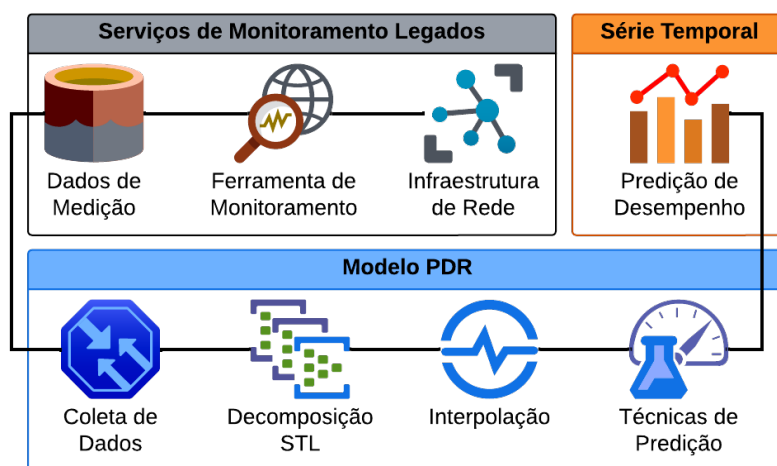 Serviços de Monitoramento Legados
Série Temporal
Dados de
Medição
Ferramenta de
Monitoramento
Infraestrutura
de Rede
Predição de
Desempenho
Modelo PDR
Coleta de
Dados
Decomposição
STL
Interpolação
Técnicas de
Predição